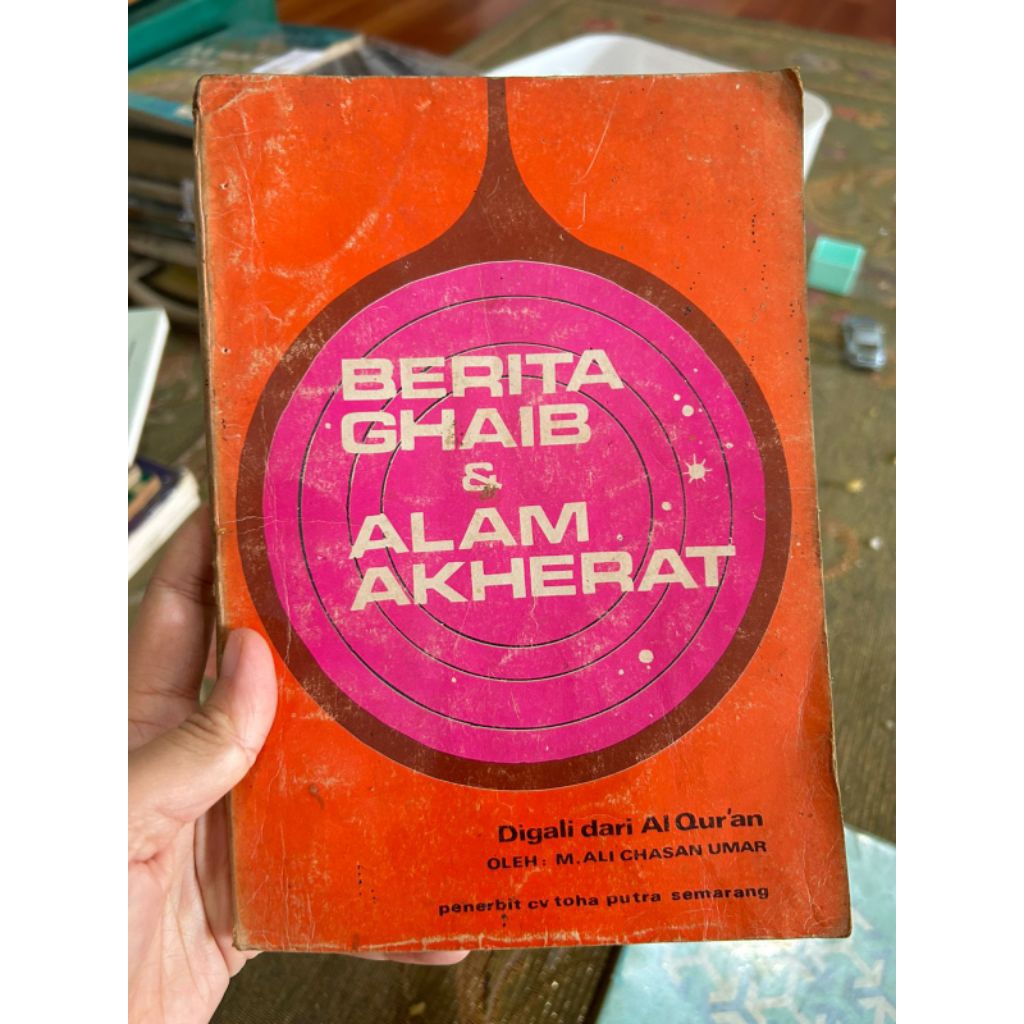 BERITA
GHAIB
&
ALAM
AKHERAT
Digali dari Al Qur'an
OLEH: M. ALI CHASAN UMAR
penerbit cv toha putra semarang